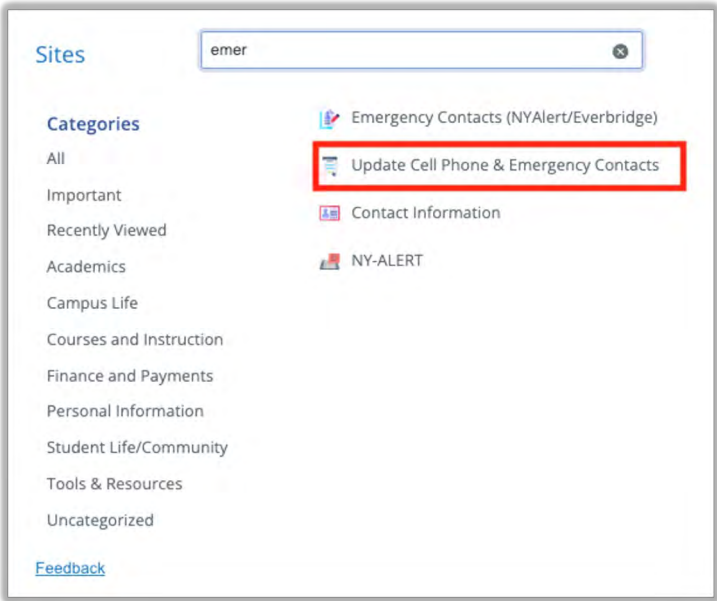 Sites
emer
Categories
All
Important
Recently Viewed
Academics
Campus Life
Courses and Instruction
Finance and Payments
Personal Information
Student Life/Community
Tools & Resources
Uncategorized
Feedback
Emergency Contacts (NYAlert/Everbridge)
Update Cell Phone & Emergency Contacts
Contact Information
NY-ALERT